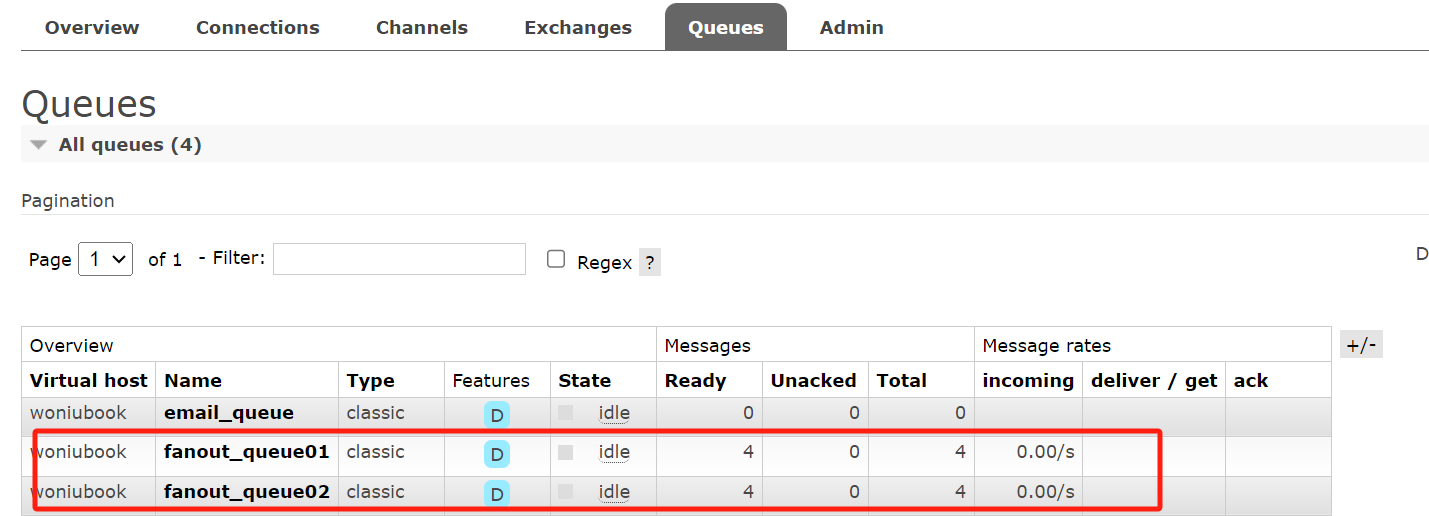 Overview Connections Channels Exchanges Queues Admin
Queues
All queues (4)
Pagination
Page 1 of 1 - Filter: Regex ? D
Overview Messages Message rates +/-
Virtual host Name Type Features State Ready Unacked Total incoming deliver / get ack
woniubook email_queue classic D idle 0 0 0
woniubook fanout_queue01 classic D idle 4 0 4 0.00/s
woniubook fanout_queue02 classic D idle 4 0 4 0.00/s